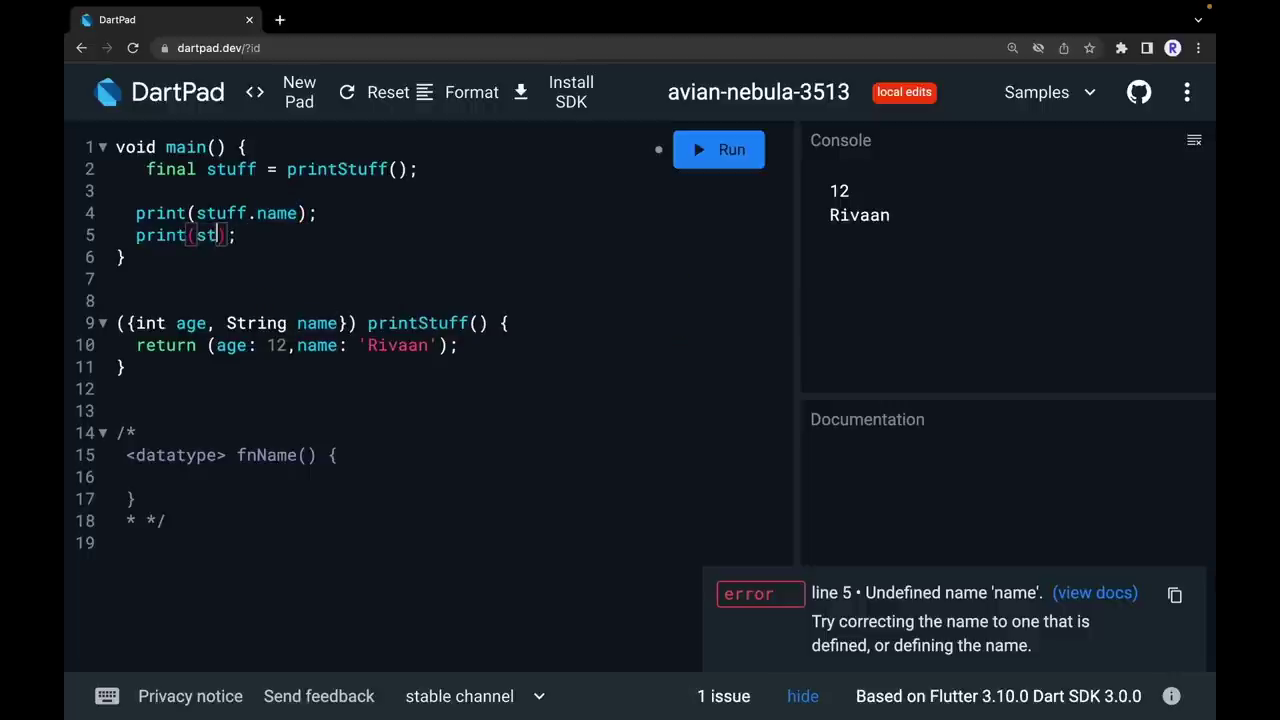 DartPad
dartpad.dev/?id
R
DartPad
New Pad
Reset
Format
Install SDK
avian-nebula-3513
local edits
Samples
1 void main() {
2 final stuff = printStuff();
3
4 print(stuff.name);
5 print(st);
6 }
7
8
9 ({int age, String name}) printStuff() {
10 return (age: 12,name: 'Rivaan');
11 }
12
13
14 /*
15 <datatype> fnName() {
16
17 }
18 * */
19
Run
Console
12
Rivaan
Documentation
error
line 5 • Undefined name 'name'. (view docs)
Try correcting the name to one that is
defined, or defining the name.
Privacy notice
Send feedback
stable channel
1 issue
hide
Based on Flutter 3.10.0 Dart SDK 3.0.0